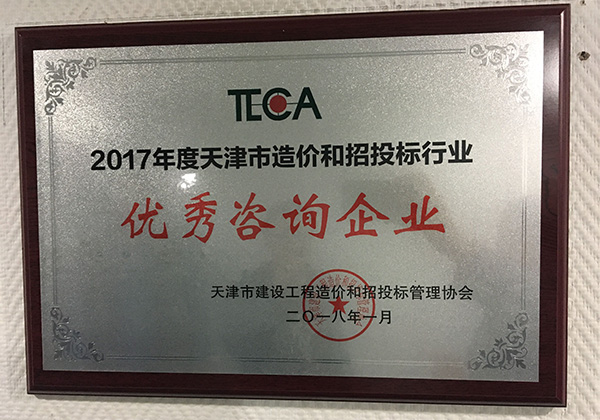 TECA
2017年度天津市造价和招投标行业
优秀咨询企业
天津市建设工程造价和招投标管理协会
二〇一八年一月